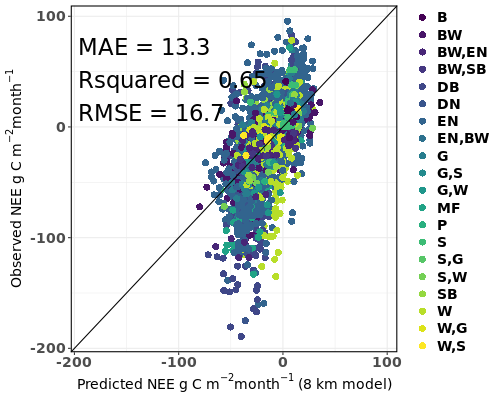 MAE = 13.3
Rsquared = 0.65
RMSE = 16.7
Observed NEE g C m⁻²month⁻¹
100
0
-100
-200
-200 -100 0 100
Predicted NEE g C m⁻²month⁻¹ (8 km model)
B
BW
BW,EN
BW,SB
DB
DN
EN
EN,BW
G
G,S
G,W
MF
P
S
S,G
S,W
SB
W
W,G
W,S